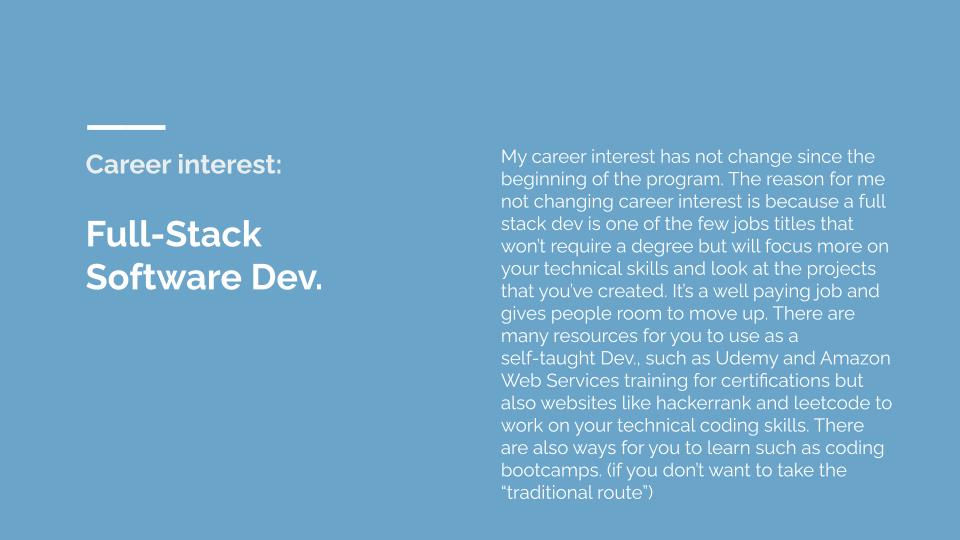 Career interest:
Full-Stack
Software Dev.
My career interest has not change since the
beginning of the program. The reason for me
not changing career interest is because a full
stack dev is one of the few jobs titles that
won't require a degree but will focus more on
your technical skills and look at the projects
that you've created. It's a well paying job and
gives people room to move up. There are
many resources for you to use as a
self-taught Dev., such as Udemy and Amazon
Web Services training for certifications but
also websites like hackerrank and leetcode to
work on your technical coding skills. There
are also ways for you to learn such as coding
bootcamps. (if you don't want to take the
“traditional route”)